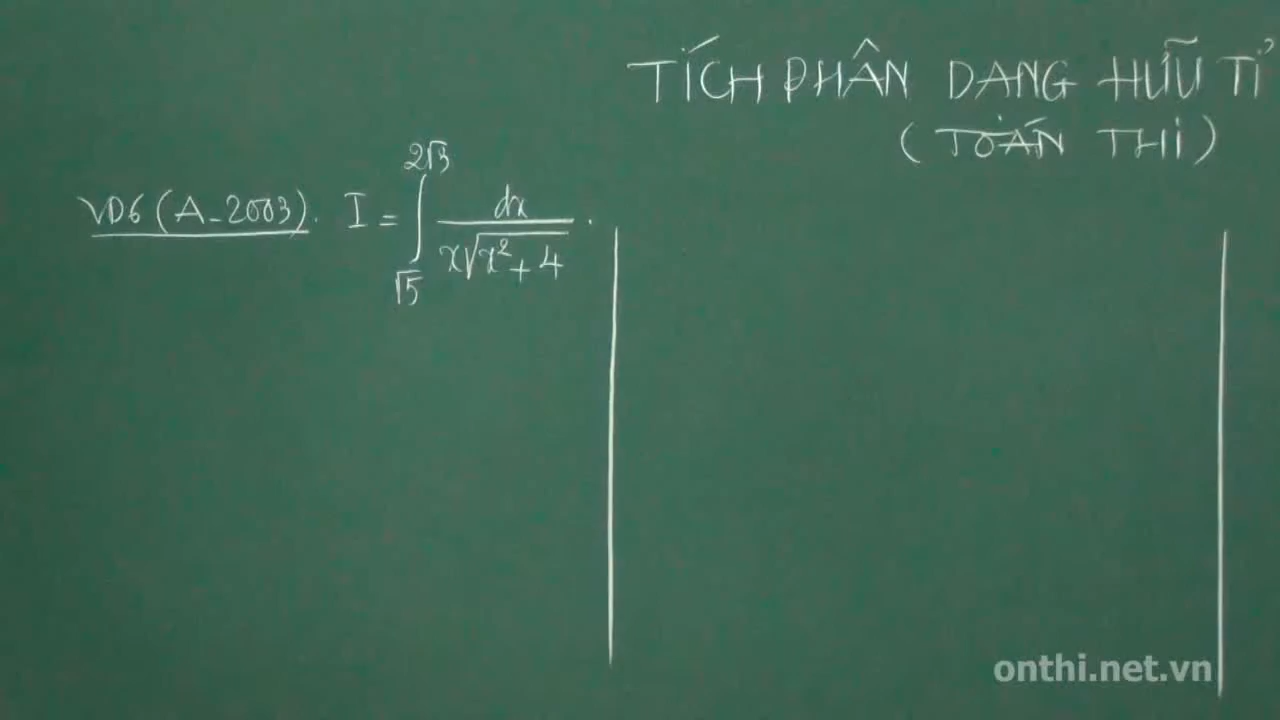 TÍCH PHÂN DẠNG HỮU TỈ
(TOÁN THI)
VD6 (A-2003). I = ∫_{√5}^{2√3} dx / (x√(x²+4)).
onthi.net.vn